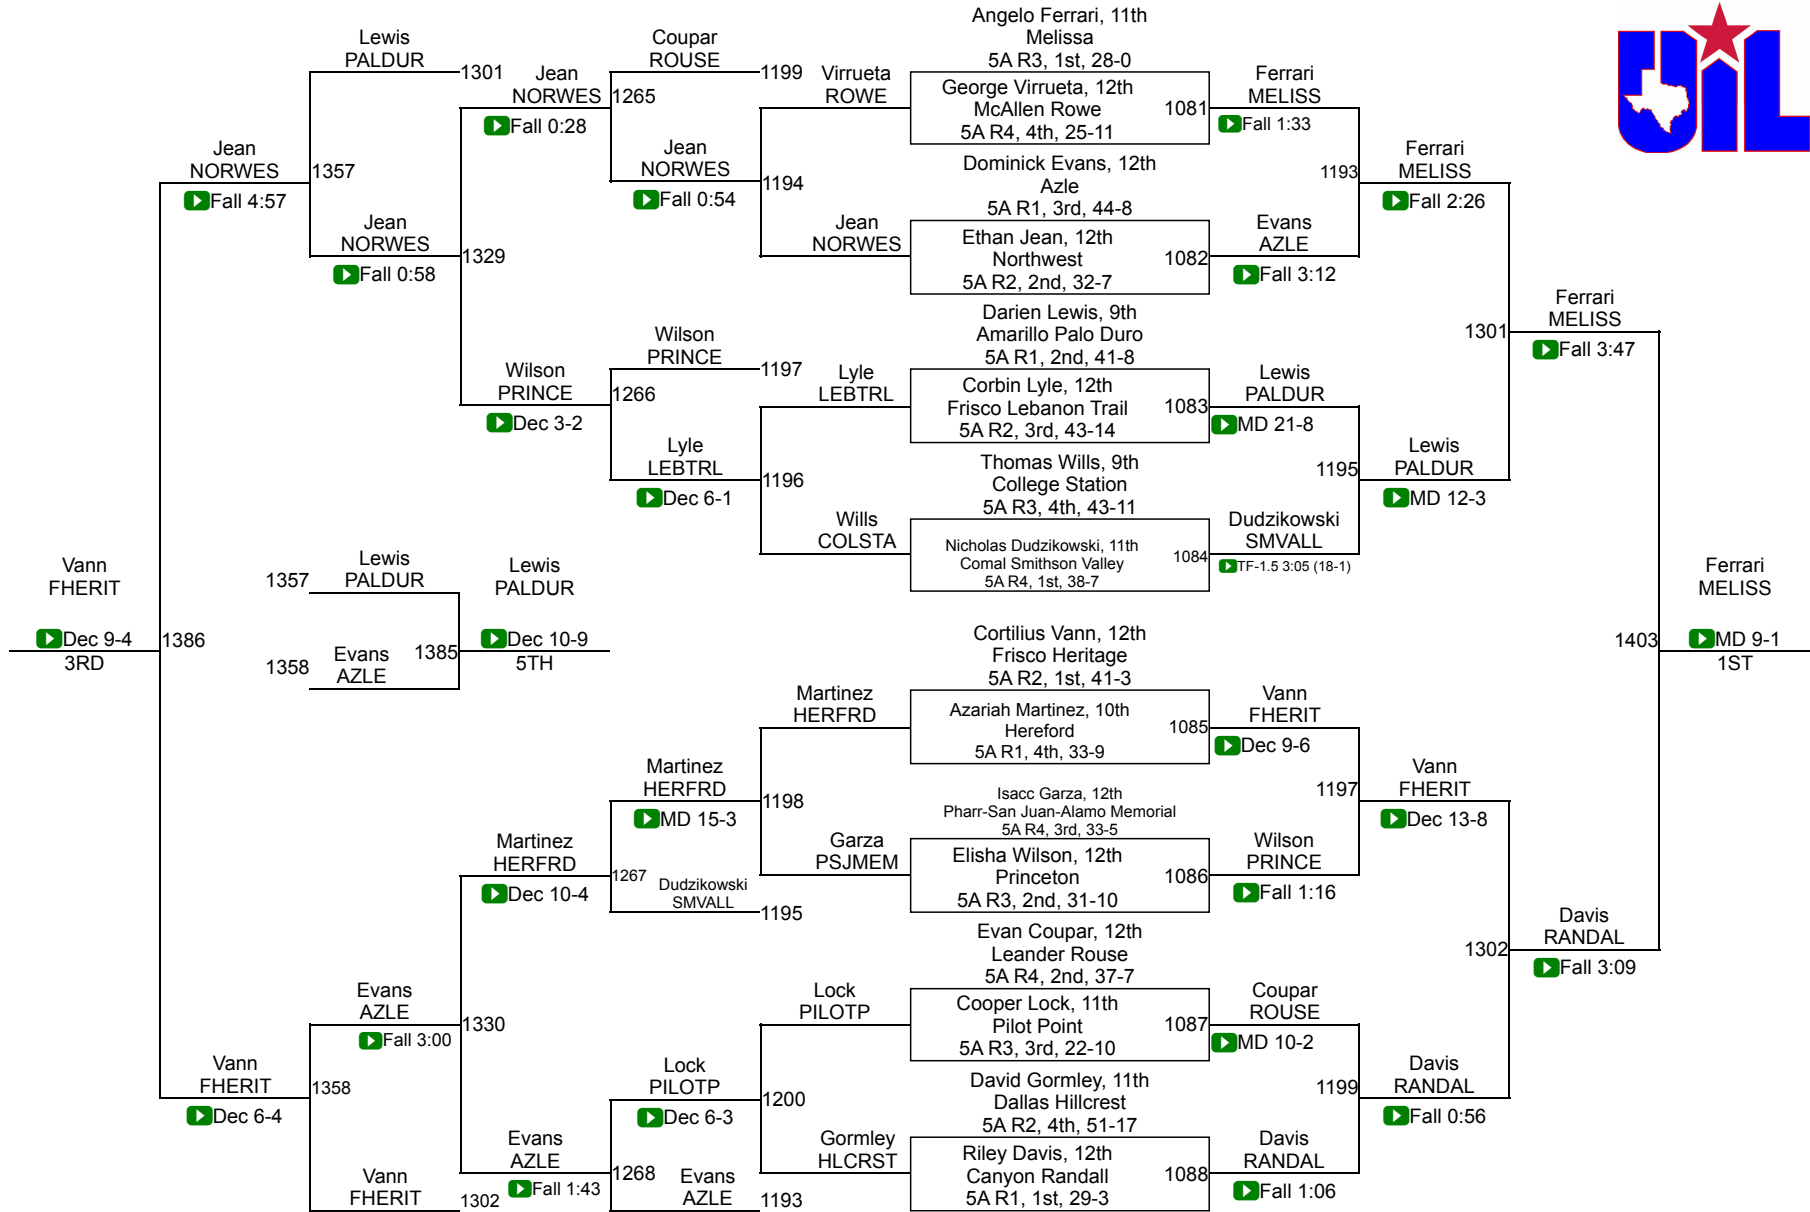 UIL
Angelo Ferrari, 11th
Melissa
5A R3, 1st, 28-0
George Virrueta, 12th
McAllen Rowe
5A R4, 4th, 25-11
1081
Dominick Evans, 12th
Azle
5A R1, 3rd, 44-8
Ethan Jean, 12th
Northwest
5A R2, 2nd, 32-7
1082
Darien Lewis, 9th
Amarillo Palo Duro
5A R1, 2nd, 41-8
Corbin Lyle, 12th
Frisco Lebanon Trail
5A R2, 3rd, 43-14
1083
Thomas Wills, 9th
College Station
5A R3, 4th, 43-11
Nicholas Dudzikowski, 11th
Comal Smithson Valley
5A R4, 1st, 38-7
1084
Cortilius Vann, 12th
Frisco Heritage
5A R2, 1st, 41-3
Azariah Martinez, 10th
Hereford
5A R1, 4th, 33-9
1085
Isacc Garza, 12th
Pharr-San Juan-Alamo Memorial
5A R4, 3rd, 33-5
Elisha Wilson, 12th
Princeton
5A R3, 2nd, 31-10
1086
Evan Coupar, 12th
Leander Rouse
5A R4, 2nd, 37-7
Cooper Lock, 11th
Pilot Point
5A R3, 3rd, 22-10
1087
David Gormley, 11th
Dallas Hillcrest
5A R2, 4th, 51-17
Riley Davis, 12th
Canyon Randall
5A R1, 1st, 29-3
1088
Ferrari
MELISS
Fall 1:33
Evans
AZLE
Fall 3:12
Lewis
PALDUR
MD 21-8
Dudzikowski
SMVALL
TF-1.5 3:05 (18-1)
Vann
FHERIT
Dec 9-6
Wilson
PRINCE
Fall 1:16
Coupar
ROUSE
MD 10-2
Davis
RANDAL
Fall 1:06
1193
Ferrari
MELISS
Fall 2:26
1195
Lewis
PALDUR
MD 12-3
1197
Vann
FHERIT
Dec 13-8
1199
Davis
RANDAL
Fall 0:56
1301
Ferrari
MELISS
Fall 3:47
1302
Davis
RANDAL
Fall 3:09
1403
Ferrari
MELISS
MD 9-1
1ST
Virrueta
ROWE
Jean
NORWES
Lyle
LEBTRL
Wills
COLSTA
Martinez
HERFRD
Garza
PSJMEM
Lock
PILOTP
Gormley
HLCRST
Coupar
ROUSE
1199
Jean
NORWES
1194
Fall 0:54
Wilson
PRINCE
1197
Lyle
LEBTRL
1196
Dec 6-1
Martinez
HERFRD
1198
MD 15-3
Dudzikowski
SMVALL
1195
Lock
PILOTP
1200
Dec 6-3
Evans
AZLE
1193
Jean
NORWES
1265
Fall 0:28
Wilson
PRINCE
1266
Dec 3-2
Martinez
HERFRD
1267
Dec 10-4
Evans
AZLE
1268
Fall 1:43
Lewis
PALDUR
1301
Jean
NORWES
1329
Fall 0:58
Evans
AZLE
1330
Fall 3:00
Vann
FHERIT
1302
Jean
NORWES
1357
Fall 4:57
Vann
FHERIT
1358
Dec 6-4
Vann
FHERIT
Dec 9-4
1386
3RD
1357
Lewis
PALDUR
1358
Evans
AZLE
1385
Lewis
PALDUR
Dec 10-9
5TH